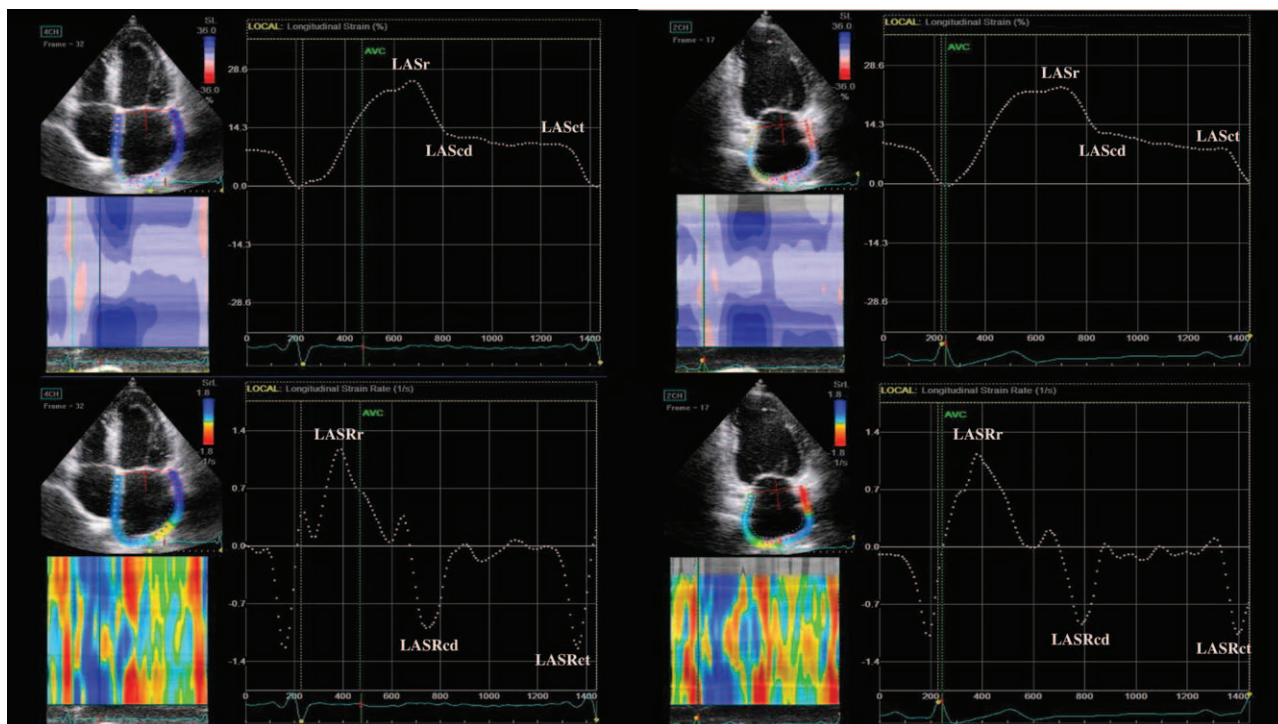 4CH
Frame = 32
SL
36.0
-36.0
%
LOCAL: Longitudinal Strain (%)
AVC
28.6
14.3
0.0
-14.3
-28.6
LASr
LAScd
LASct
0 200 400 600 800 1000 1200 1400
2CH
Frame = 17
SL
36.0
-36.0
%
LOCAL: Longitudinal Strain (%)
AVC
28.6
14.3
0.0
-14.3
-28.6
LASr
LAScd
LASct
0 200 400 600 800 1000 1200 1400
4CH
Frame = 32
SrL
1.8
1.8
1/s
LOCAL: Longitudinal Strain Rate (1/s)
AVC
1.4
0.7
0.0
-0.7
-1.4
LASRr
LASRcd
LASRct
0 200 400 600 800 1000 1200 1400
2CH
Frame = 17
SrL
1.8
1.8
1/s
LOCAL: Longitudinal Strain Rate (1/s)
AVC
1.4
0.7
0.0
-0.7
-1.4
LASRr
LASRcd
LASRct
0 200 400 600 800 1000 1200 1400